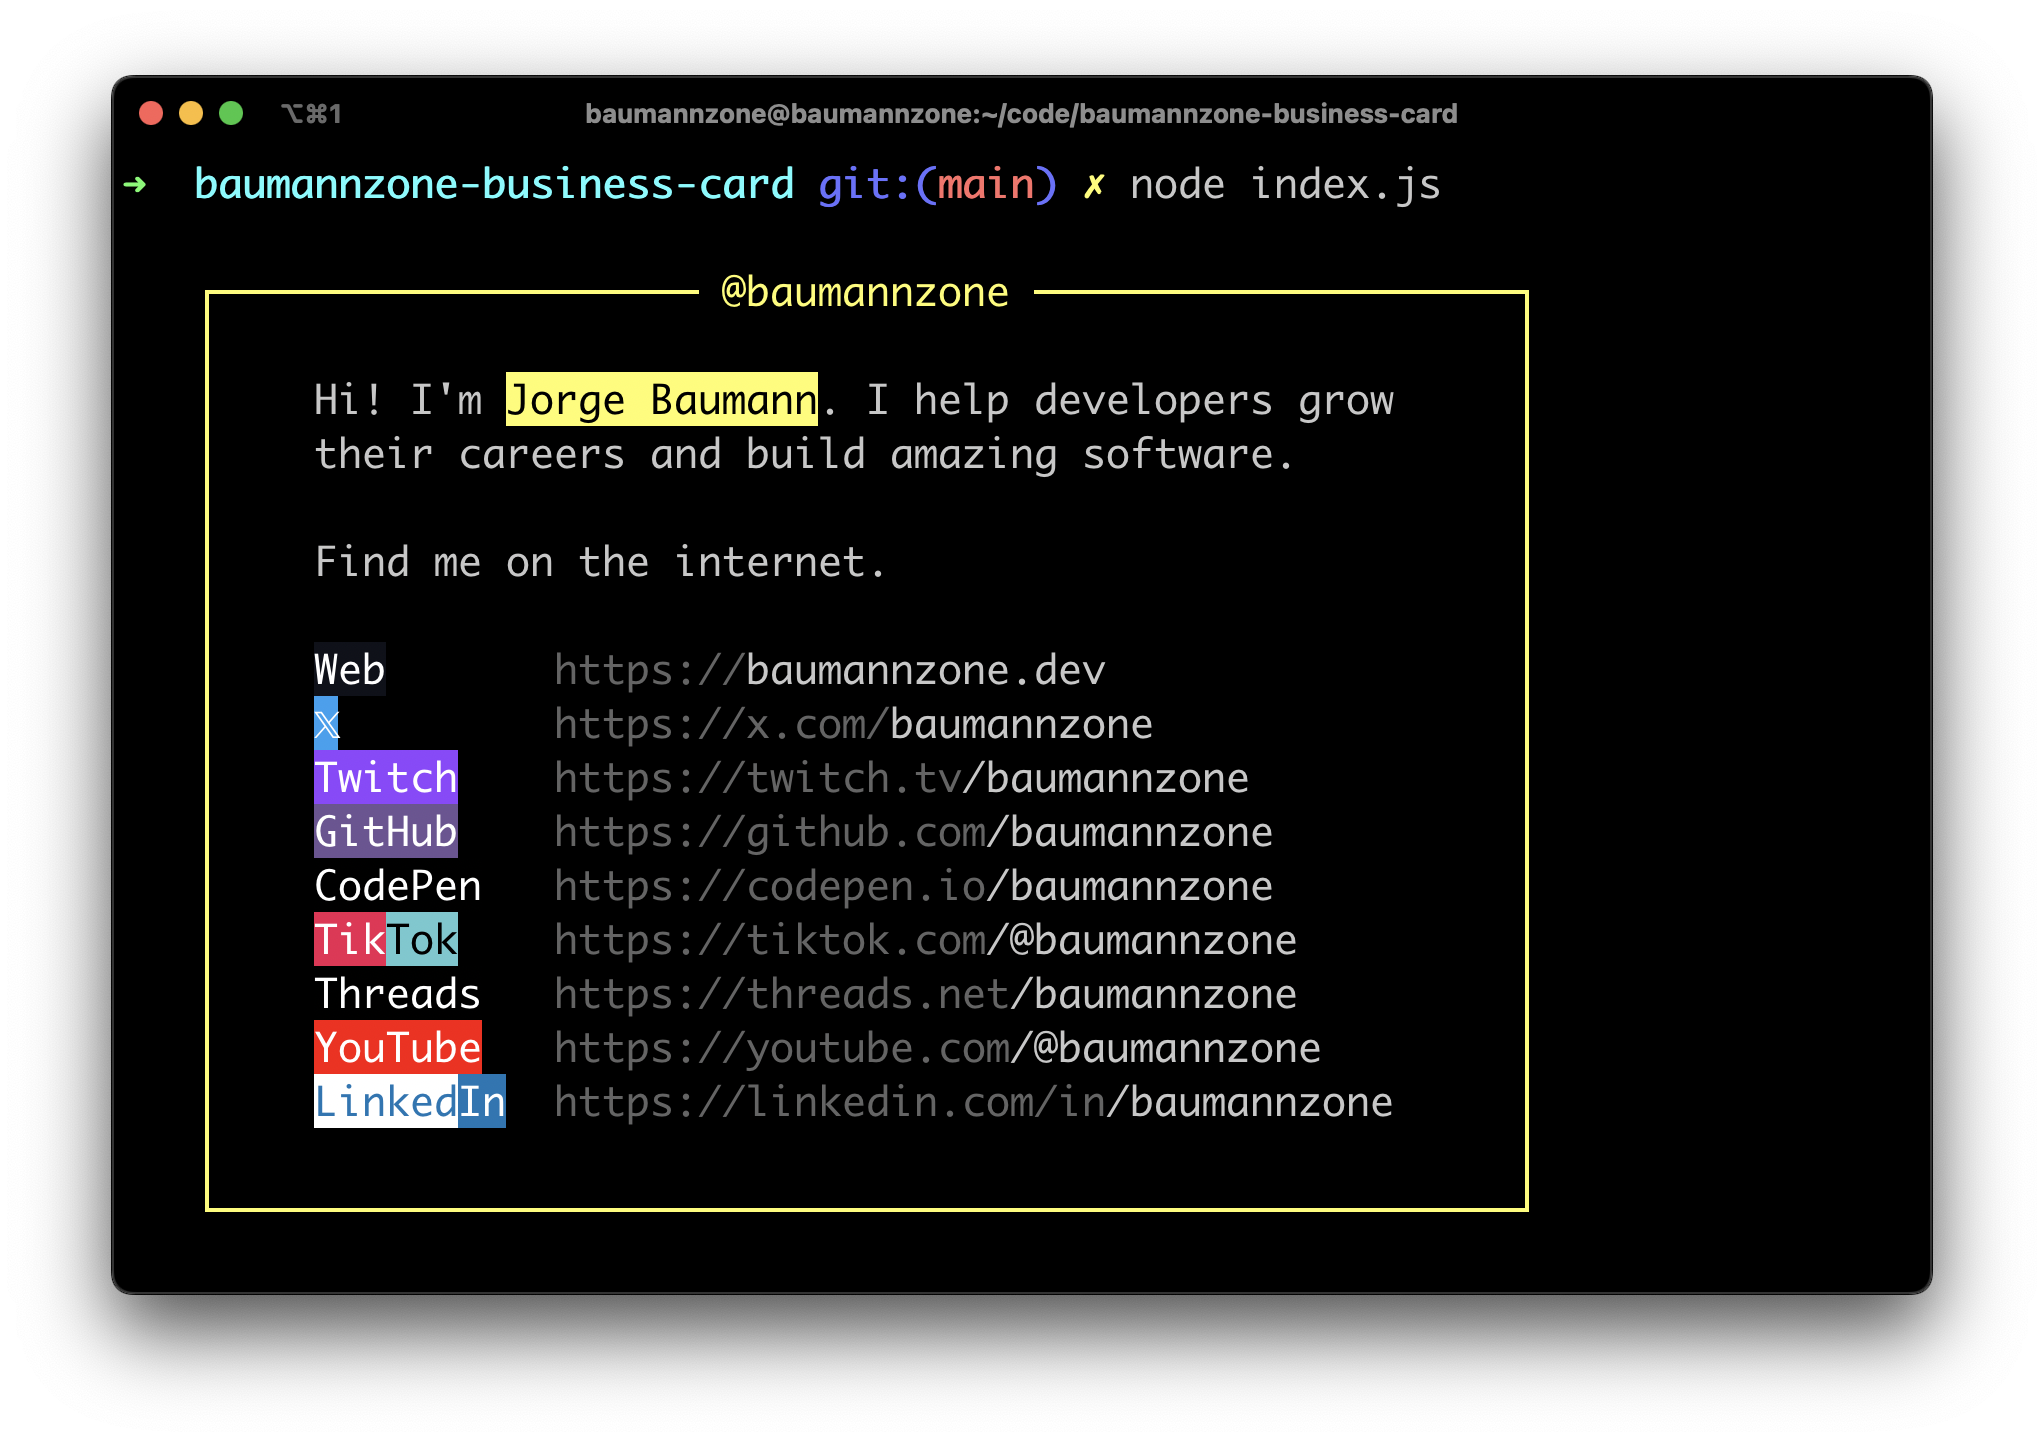 ⌥⌘1 baumannzone@baumannzone:~/code/baumannzone-business-card
➜ baumannzone-business-card git:(main) ✗ node index.js
@baumannzone
Hi! I'm Jorge Baumann. I help developers grow
their careers and build amazing software.
Find me on the internet.
Web https://baumannzone.dev
𝕏 https://x.com/baumannzone
Twitch https://twitch.tv/baumannzone
GitHub https://github.com/baumannzone
CodePen https://codepen.io/baumannzone
TikTok https://tiktok.com/@baumannzone
Threads https://threads.net/baumannzone
YouTube https://youtube.com/@baumannzone
LinkedIn https://linkedin.com/in/baumannzone